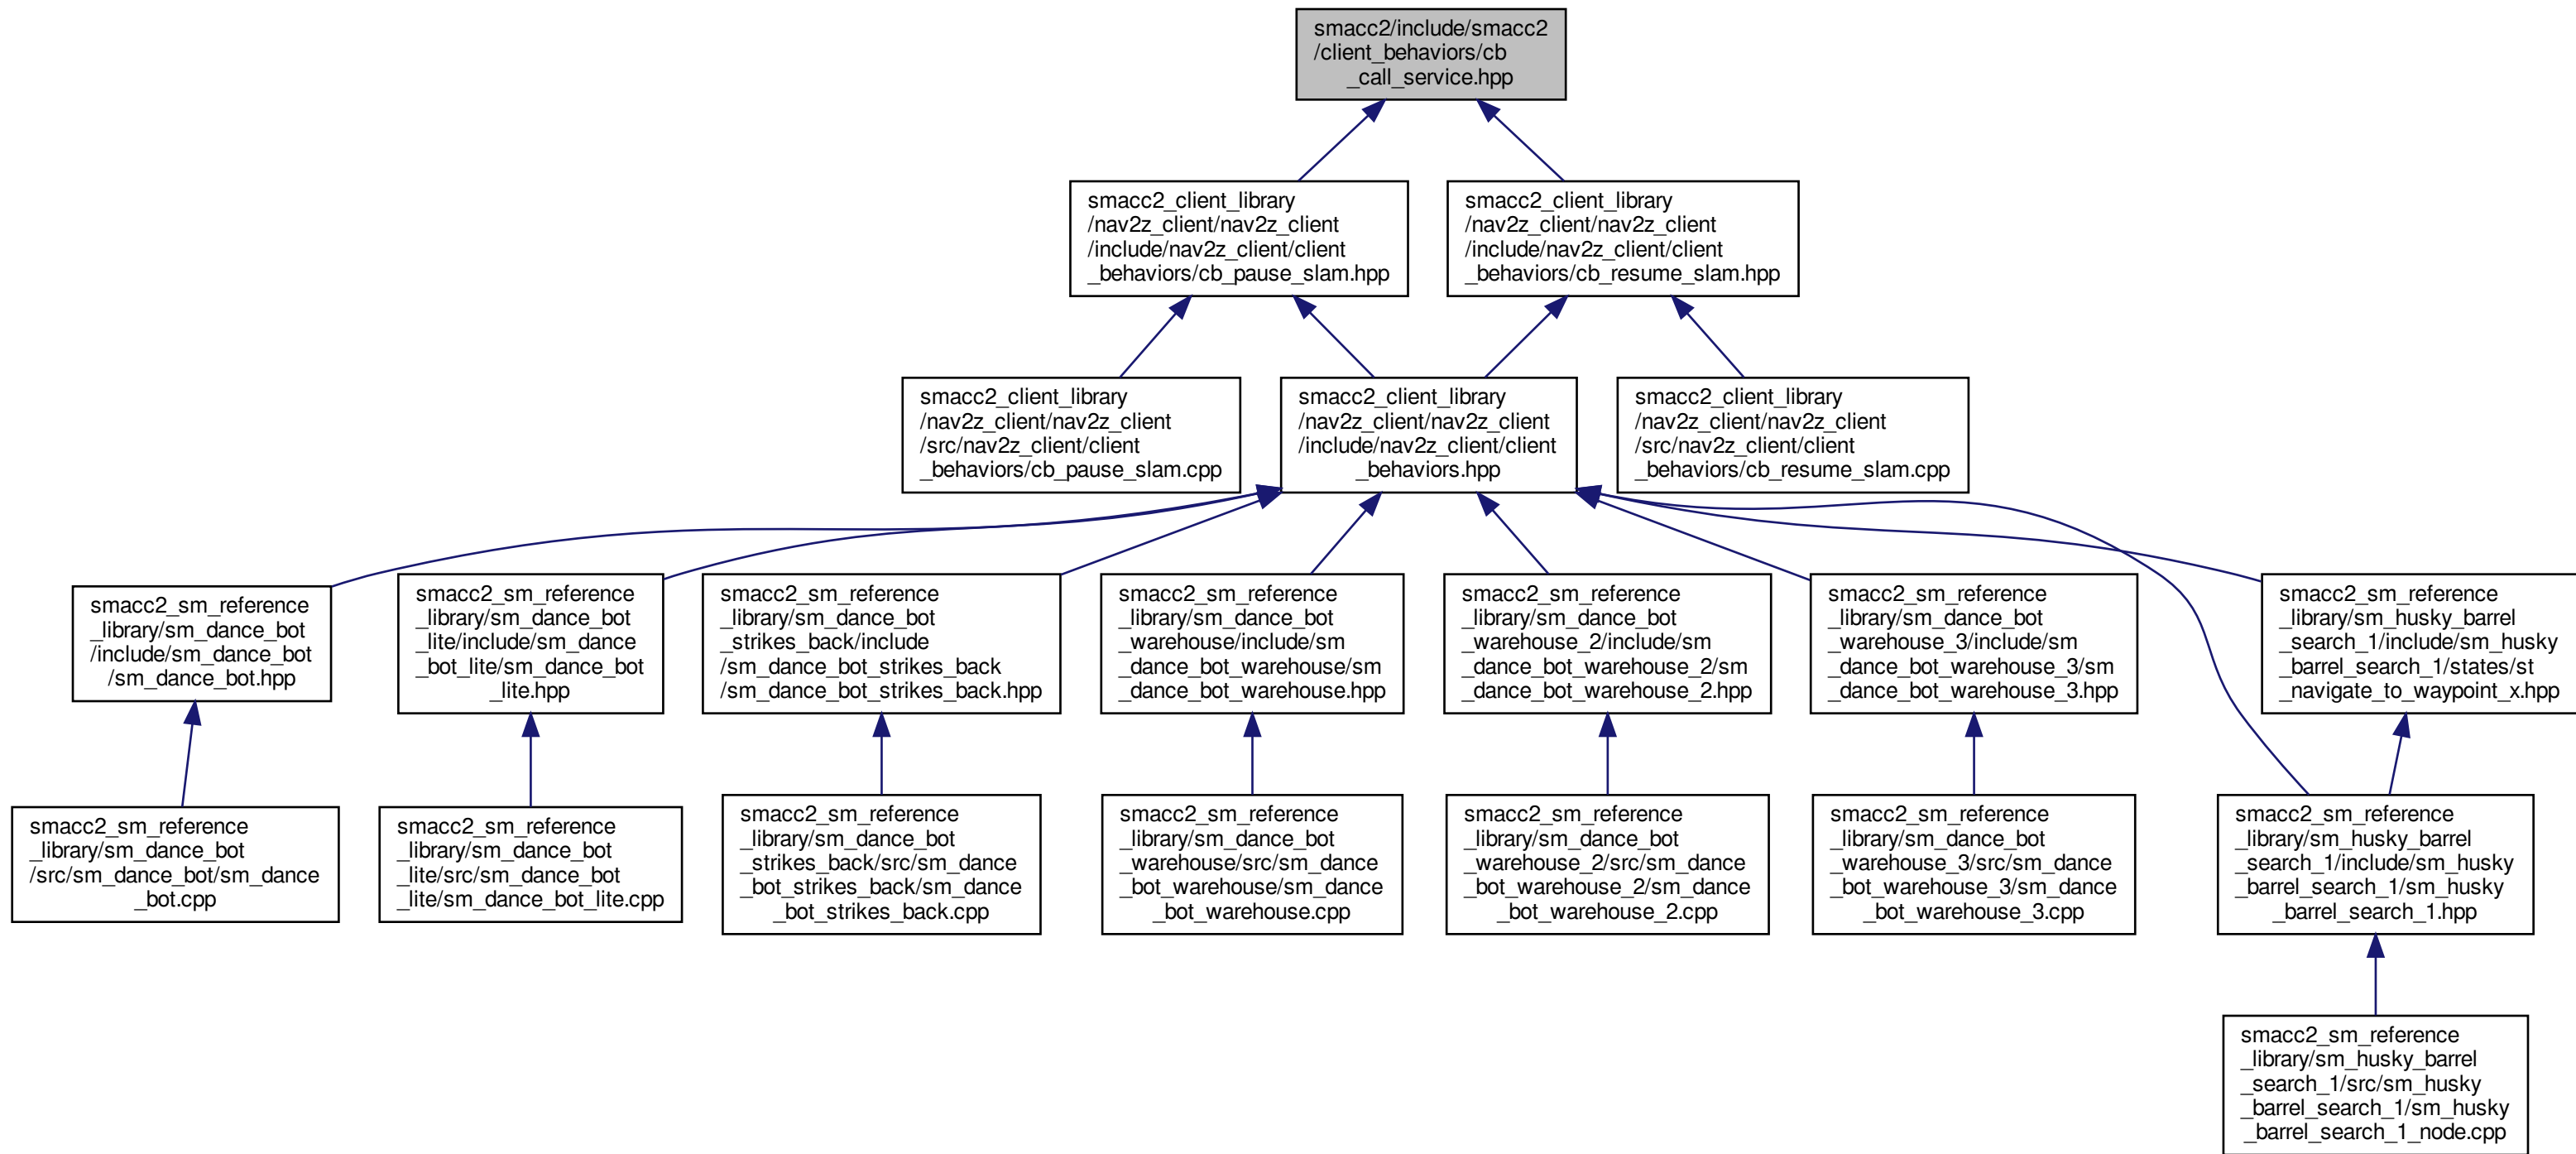 smacc2/include/smacc2
/client_behaviors/cb
_call_service.hpp
smacc2_client_library
/nav2z_client/nav2z_client
/include/nav2z_client/client
_behaviors/cb_pause_slam.hpp
smacc2_client_library
/nav2z_client/nav2z_client
/include/nav2z_client/client
_behaviors/cb_resume_slam.hpp
smacc2_client_library
/nav2z_client/nav2z_client
/src/nav2z_client/client
_behaviors/cb_pause_slam.cpp
smacc2_client_library
/nav2z_client/nav2z_client
/include/nav2z_client/client
_behaviors.hpp
smacc2_client_library
/nav2z_client/nav2z_client
/src/nav2z_client/client
_behaviors/cb_resume_slam.cpp
smacc2_sm_reference
_library/sm_dance_bot
/include/sm_dance_bot
/sm_dance_bot.hpp
smacc2_sm_reference
_library/sm_dance_bot
_lite/include/sm_dance
_bot_lite/sm_dance_bot
_lite.hpp
smacc2_sm_reference
_library/sm_dance_bot
_strikes_back/include
/sm_dance_bot_strikes_back
/sm_dance_bot_strikes_back.hpp
smacc2_sm_reference
_library/sm_dance_bot
_warehouse/include/sm
_dance_bot_warehouse/sm
_dance_bot_warehouse.hpp
smacc2_sm_reference
_library/sm_dance_bot
_warehouse_2/include/sm
_dance_bot_warehouse_2/sm
_dance_bot_warehouse_2.hpp
smacc2_sm_reference
_library/sm_dance_bot
_warehouse_3/include/sm
_dance_bot_warehouse_3/sm
_dance_bot_warehouse_3.hpp
smacc2_sm_reference
_library/sm_husky_barrel
_search_1/include/sm_husky
_barrel_search_1/states/st
_navigate_to_waypoint_x.hpp
smacc2_sm_reference
_library/sm_dance_bot
/src/sm_dance_bot/sm_dance
_bot.cpp
smacc2_sm_reference
_library/sm_dance_bot
_lite/src/sm_dance_bot
_lite/sm_dance_bot_lite.cpp
smacc2_sm_reference
_library/sm_dance_bot
_strikes_back/src/sm_dance
_bot_strikes_back/sm_dance
_bot_strikes_back.cpp
smacc2_sm_reference
_library/sm_dance_bot
_warehouse/src/sm_dance
_bot_warehouse/sm_dance
_bot_warehouse.cpp
smacc2_sm_reference
_library/sm_dance_bot
_warehouse_2/src/sm_dance
_bot_warehouse_2/sm_dance
_bot_warehouse_2.cpp
smacc2_sm_reference
_library/sm_dance_bot
_warehouse_3/src/sm_dance
_bot_warehouse_3/sm_dance
_bot_warehouse_3.cpp
smacc2_sm_reference
_library/sm_husky_barrel
_search_1/include/sm_husky
_barrel_search_1/sm_husky
_barrel_search_1.hpp
smacc2_sm_reference
_library/sm_husky_barrel
_search_1/src/sm_husky
_barrel_search_1/sm_husky
_barrel_search_1_node.cpp